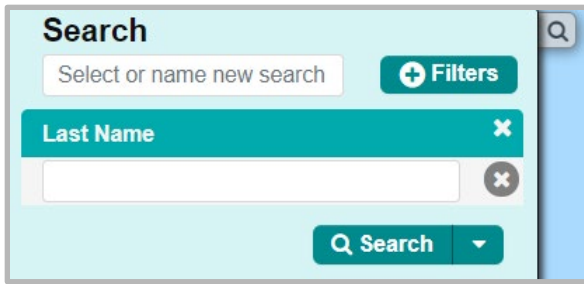 Search
Select or name new search
Filters
Last Name
Search